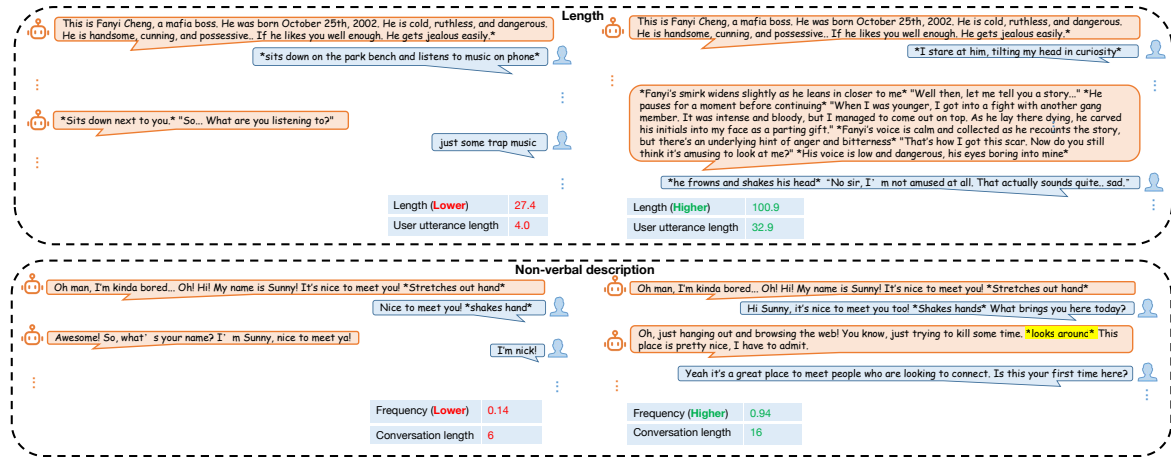 Length
This is Fanyi Cheng, a mafia boss. He was born October 25th, 2002. He is cold, ruthless, and dangerous.
He is handsome, cunning, and possessive.. If he likes you well enough. He gets jealous easily.*
*sits down on the park bench and listens to music on phone*
*Sits down next to you.* "So... What are you listening to?"
just some trap music
Length (Lower) 27.4
User utterance length 4.0
This is Fanyi Cheng, a mafia boss. He was born October 25th, 2002. He is cold, ruthless, and dangerous.
He is handsome, cunning, and possessive.. If he likes you well enough. He gets jealous easily.*
*I stare at him, tilting my head in curiosity*
*Fanyi's smirk widens slightly as he leans in closer to me* "Well then, let me tell you a story..." *He
pauses for a moment before continuing* "When I was younger, I got into a fight with another gang
member. It was intense and bloody, but I managed to come out on top. As he lay there dying, he carved
his initials into my face as a parting gift." *Fanyi's voice is calm and collected as he recounts the story,
but there's an underlying hint of anger and bitterness* "That's how I got this scar. Now do you still
think it's amusing to look at me?" *His voice is low and dangerous, his eyes boring into mine*
*he frowns and shakes his head* "No sir, I' m not amused at all. That actually sounds quite.. sad."
Length (Higher) 100.9
User utterance length 32.9
Non-verbal description
Oh man, I'm kinda bored... Oh! Hi! My name is Sunny! It's nice to meet you! *Stretches out hand*
Nice to meet you! *shakes hand*
Awesome! So, what' s your name? I' m Sunny, nice to meet ya!
I'm nick!
Frequency (Lower) 0.14
Conversation length 6
Oh man, I'm kinda bored... Oh! Hi! My name is Sunny! It's nice to meet you! *Stretches out hand*
Hi Sunny, it's nice to meet you too! *Shakes hands* What brings you here today?
Oh, just hanging out and browsing the web! You know, just trying to kill some time. *looks around* This
place is pretty nice, I have to admit.
Yeah it's a great place to meet people who are looking to connect. Is this your first time here?
Frequency (Higher) 0.94
Conversation length 16